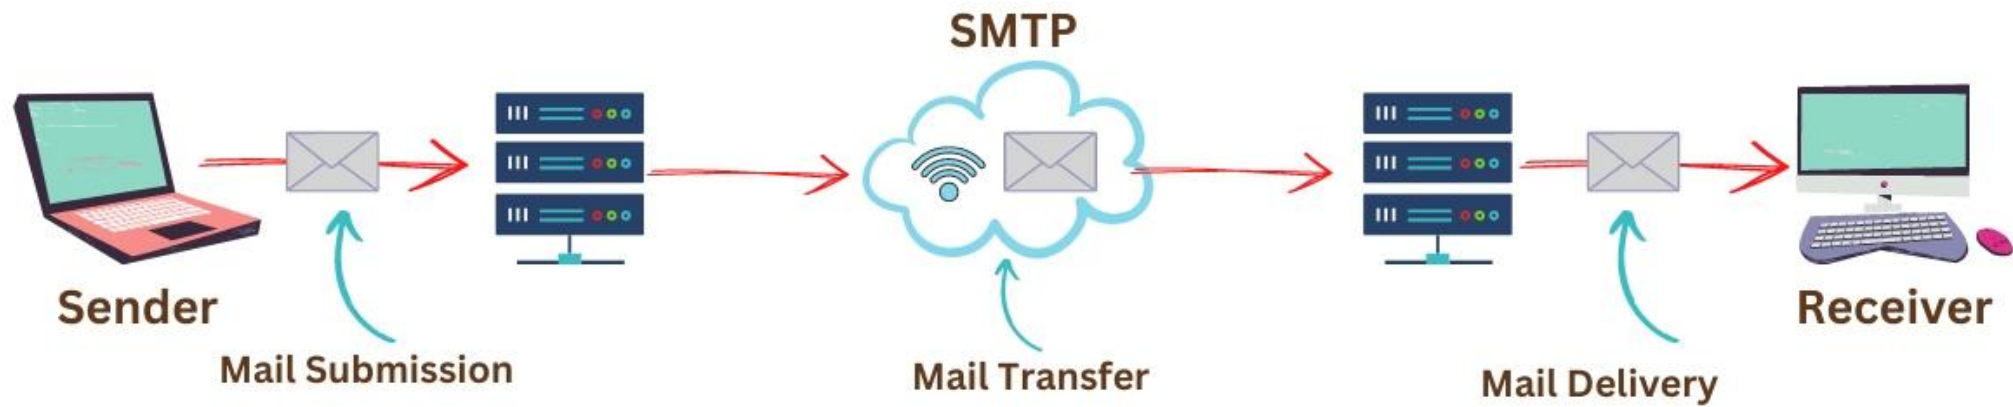 SMTP
Sender
Receiver
Mail Submission
Mail Transfer
Mail Delivery